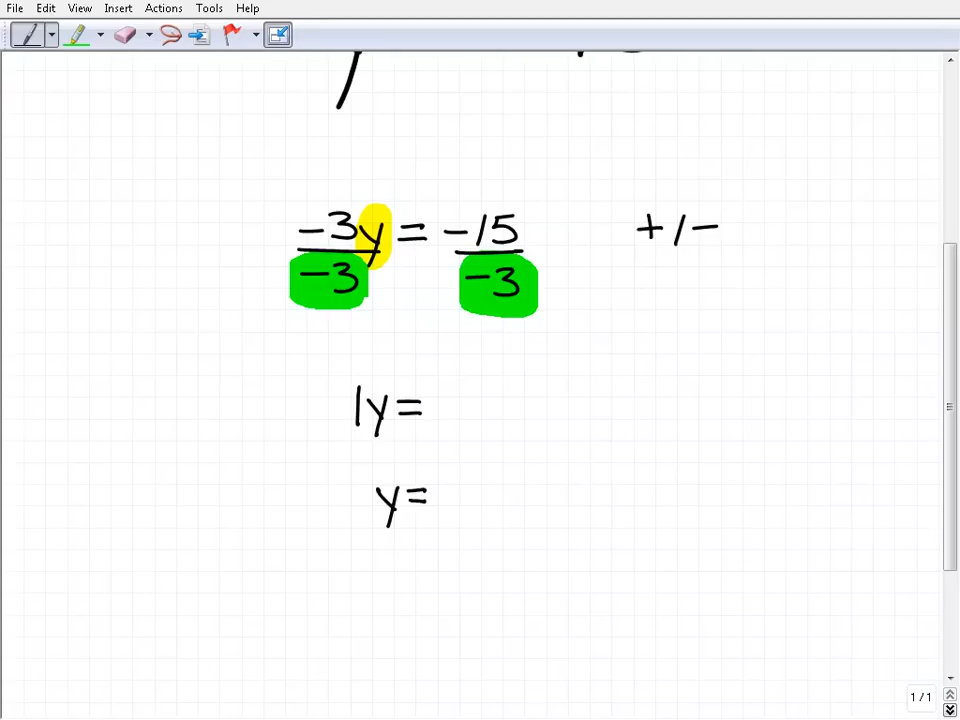 File Edit View Insert Actions Tools Help
-3y = -15 +/-
-3 -3
1y =
y =
1 / 1